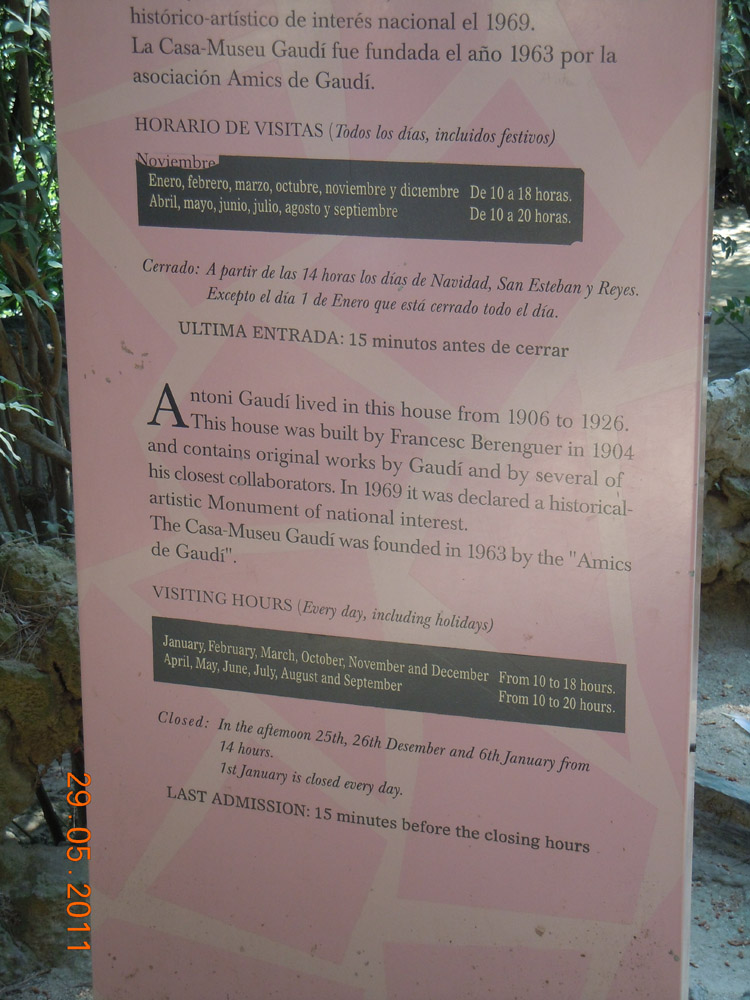 histórico-artístico de interés nacional el 1969.
La Casa-Museu Gaudí fue fundada el año 1963 por la
asociación Amics de Gaudí.
HORARIO DE VISITAS (Todos los días, incluidos festivos)
Noviembre
Enero, febrero, marzo, octubre, noviembre y diciembre De 10 a 18 horas.
Abril, mayo, junio, julio, agosto y septiembre De 10 a 20 horas.
Cerrado: A partir de las 14 horas los días de Navidad, San Esteban y Reyes.
Excepto el día 1 de Enero que está cerrado todo el día.
ULTIMA ENTRADA: 15 minutos antes de cerrar
Antoni Gaudí lived in this house from 1906 to 1926.
This house was built by Francesc Berenguer in 1904
and contains original works by Gaudí and by several of
his closest collaborators. In 1969 it was declared a historical-
artistic Monument of national interest.
The Casa-Museu Gaudí was founded in 1963 by the "Amics
de Gaudí".
VISITING HOURS (Every day, including holidays)
January, February, March, October, November and December From 10 to 18 hours.
April, May, June, July, August and September From 10 to 20 hours.
Closed: In the aftemoon 25th, 26th Desember and 6th January from
14 hours.
1st January is closed every day.
LAST ADMISSION: 15 minutes before the closing hours
29.05.2011